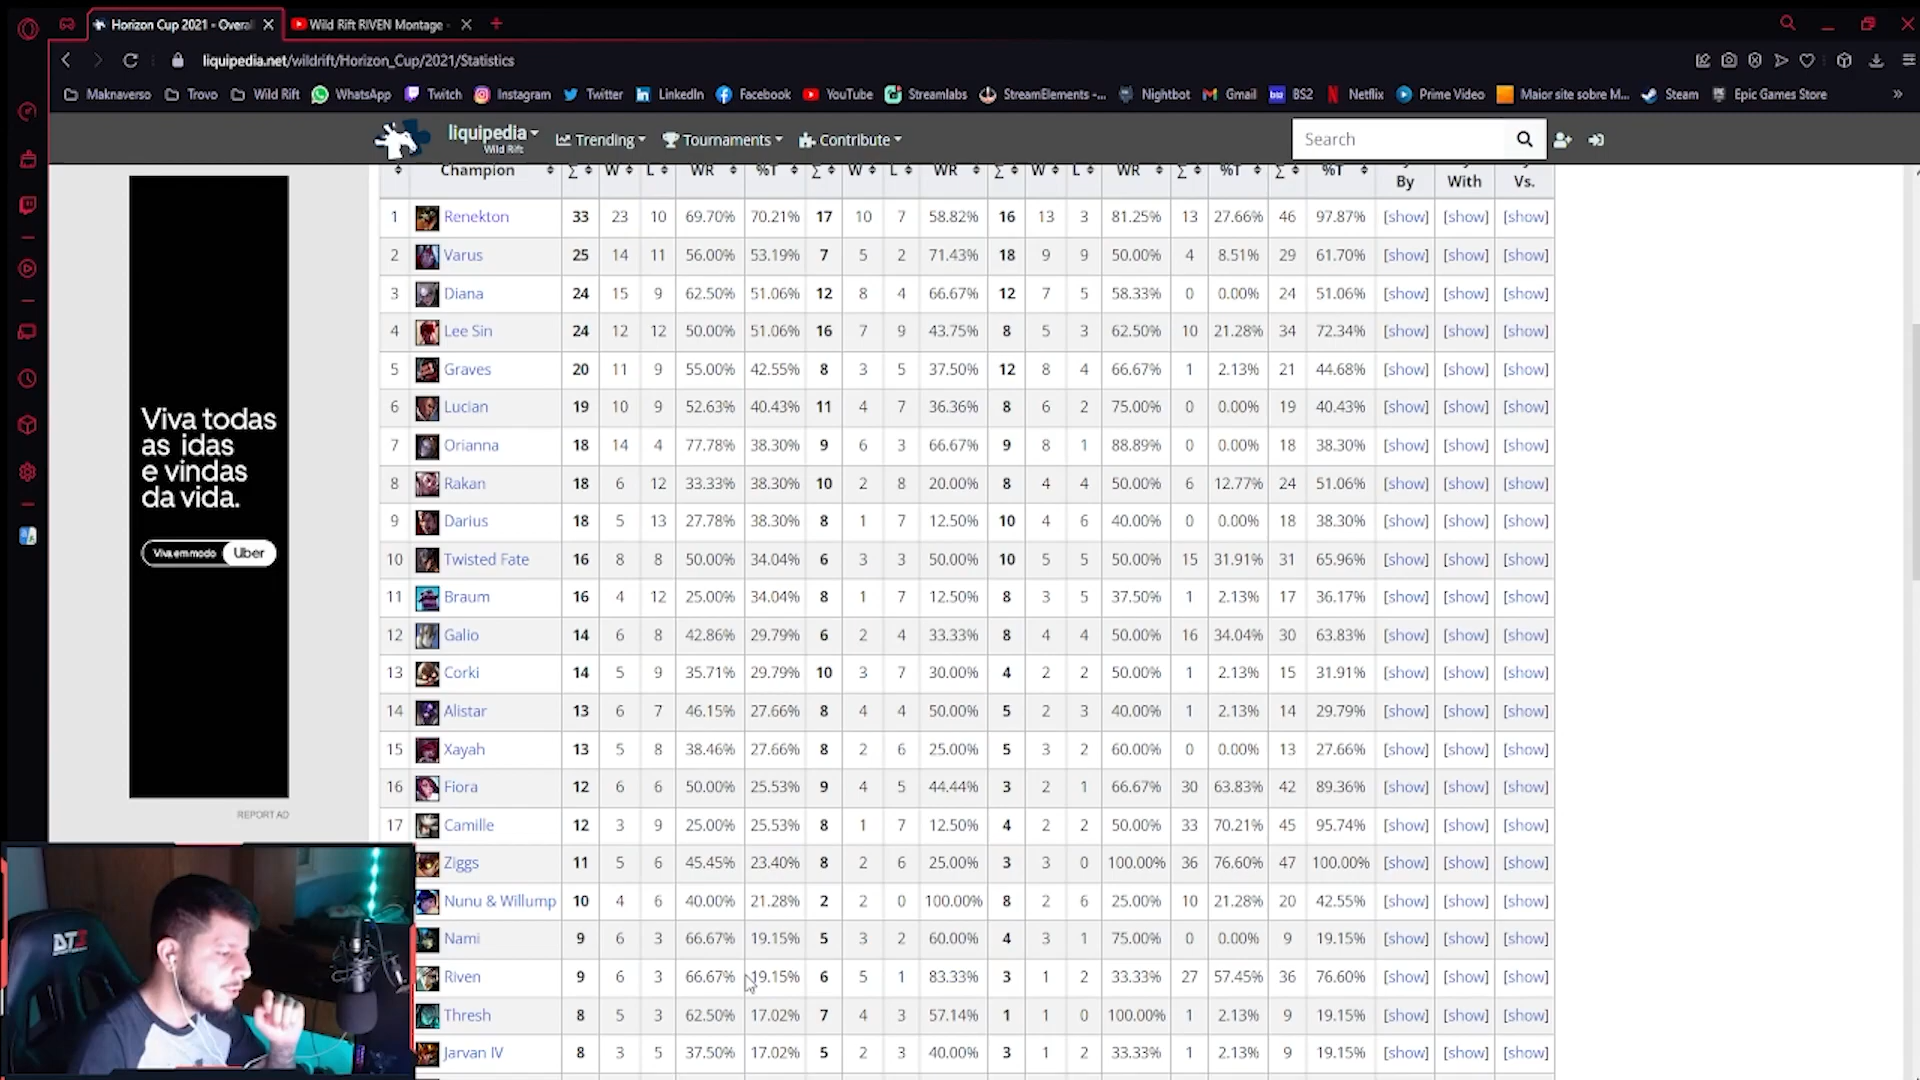 Horizon Cup 2021 - Overal
Wild Rift RIVEN Montage -
liquipedia.net/wildrift/Horizon_Cup/2021/Statistics
Maknaverso Trovo Wild Rift WhatsApp Twitch Instagram Twitter LinkedIn Facebook YouTube Streamlabs StreamElements -... Nightbot Gmail BS2 Netflix Prime Video Maior site sobre M... Steam Epic Games Store »
liquipedia Wild Rift Trending Tournaments Contribute Search
Champion Σ W L WR %T Σ W L WR Σ W L WR Σ %T Σ %T By With Vs.
1 Renekton 33 23 10 69.70% 70.21% 17 10 7 58.82% 16 13 3 81.25% 13 27.66% 46 97.87% [show] [show] [show]
2 Varus 25 14 11 56.00% 53.19% 7 5 2 71.43% 18 9 9 50.00% 4 8.51% 29 61.70% [show] [show] [show]
3 Diana 24 15 9 62.50% 51.06% 12 8 4 66.67% 12 7 5 58.33% 0 0.00% 24 51.06% [show] [show] [show]
4 Lee Sin 24 12 12 50.00% 51.06% 16 7 9 43.75% 8 5 3 62.50% 10 21.28% 34 72.34% [show] [show] [show]
5 Graves 20 11 9 55.00% 42.55% 8 3 5 37.50% 12 8 4 66.67% 1 2.13% 21 44.68% [show] [show] [show]
6 Lucian 19 10 9 52.63% 40.43% 11 4 7 36.36% 8 6 2 75.00% 0 0.00% 19 40.43% [show] [show] [show]
7 Orianna 18 14 4 77.78% 38.30% 9 6 3 66.67% 9 8 1 88.89% 0 0.00% 18 38.30% [show] [show] [show]
8 Rakan 18 6 12 33.33% 38.30% 10 2 8 20.00% 8 4 4 50.00% 6 12.77% 24 51.06% [show] [show] [show]
9 Darius 18 5 13 27.78% 38.30% 8 1 7 12.50% 10 4 6 40.00% 0 0.00% 18 38.30% [show] [show] [show]
10 Twisted Fate 16 8 8 50.00% 34.04% 6 3 3 50.00% 10 5 5 50.00% 15 31.91% 31 65.96% [show] [show] [show]
11 Braum 16 4 12 25.00% 34.04% 8 1 7 12.50% 8 3 5 37.50% 1 2.13% 17 36.17% [show] [show] [show]
12 Galio 14 6 8 42.86% 29.79% 6 2 4 33.33% 8 4 4 50.00% 16 34.04% 30 63.83% [show] [show] [show]
13 Corki 14 5 9 35.71% 29.79% 10 3 7 30.00% 4 2 2 50.00% 1 2.13% 15 31.91% [show] [show] [show]
14 Alistar 13 6 7 46.15% 27.66% 8 4 4 50.00% 5 2 3 40.00% 1 2.13% 14 29.79% [show] [show] [show]
15 Xayah 13 5 8 38.46% 27.66% 8 2 6 25.00% 5 3 2 60.00% 0 0.00% 13 27.66% [show] [show] [show]
16 Fiora 12 6 6 50.00% 25.53% 9 4 5 44.44% 3 2 1 66.67% 30 63.83% 42 89.36% [show] [show] [show]
17 Camille 12 3 9 25.00% 25.53% 8 1 7 12.50% 4 2 2 50.00% 33 70.21% 45 95.74% [show] [show] [show]
Ziggs 11 5 6 45.45% 23.40% 8 2 6 25.00% 3 3 0 100.00% 36 76.60% 47 100.00% [show] [show] [show]
Nunu & Willump 10 4 6 40.00% 21.28% 2 2 0 100.00% 8 2 6 25.00% 10 21.28% 20 42.55% [show] [show] [show]
Nami 9 6 3 66.67% 19.15% 5 3 2 60.00% 4 3 1 75.00% 0 0.00% 9 19.15% [show] [show] [show]
Riven 9 6 3 66.67% 19.15% 6 5 1 83.33% 3 1 2 33.33% 27 57.45% 36 76.60% [show] [show] [show]
Thresh 8 5 3 62.50% 17.02% 7 4 3 57.14% 1 1 0 100.00% 1 2.13% 9 19.15% [show] [show] [show]
Jarvan IV 8 3 5 37.50% 17.02% 5 2 3 40.00% 3 1 2 33.33% 1 2.13% 9 19.15% [show] [show] [show]
Viva todas
as idas
e vindas
da vida.
Viva em modo Uber
REPORT AD
DT3